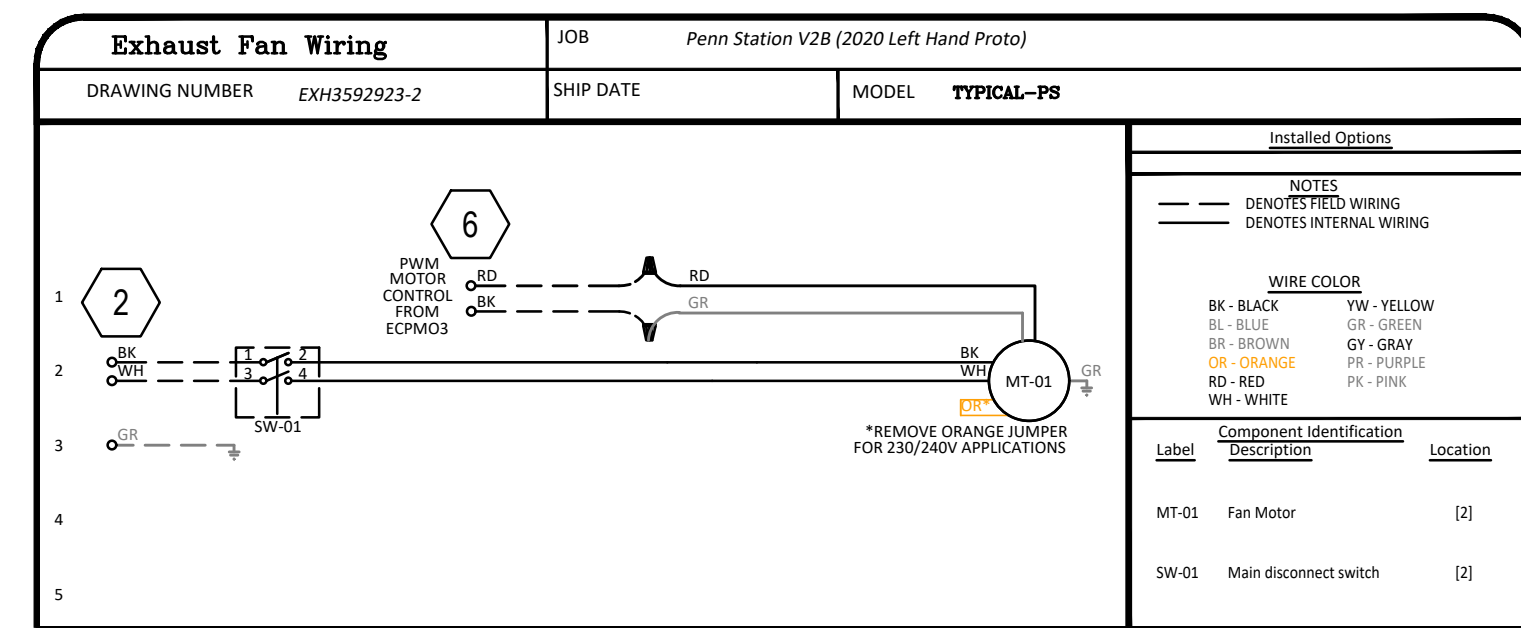 Exhaust Fan Wiring
JOB Penn Station V2B (2020 Left Hand Proto)
DRAWING NUMBER EXH3592923-2
SHIP DATE
MODEL TYPICAL-PS
Installed Options
NOTES
DENOTES FIELD WIRING
DENOTES INTERNAL WIRING
WIRE COLOR
BK - BLACK YW - YELLOW
BL - BLUE GR - GREEN
BR - BROWN GY - GRAY
OR - ORANGE PR - PURPLE
RD - RED PK - PINK
WH - WHITE
Component Identification
Label Description Location
MT-01 Fan Motor [2]
SW-01 Main disconnect switch [2]
6
PWM
MOTOR
CONTROL
FROM
ECPMO3
RD
BK
RD
GR
1
2
2
BK
WH
1 2
3 4
SW-01
BK
WH
MT-01
GR
OR*
*REMOVE ORANGE JUMPER
FOR 230/240V APPLICATIONS
3
GR
4
5